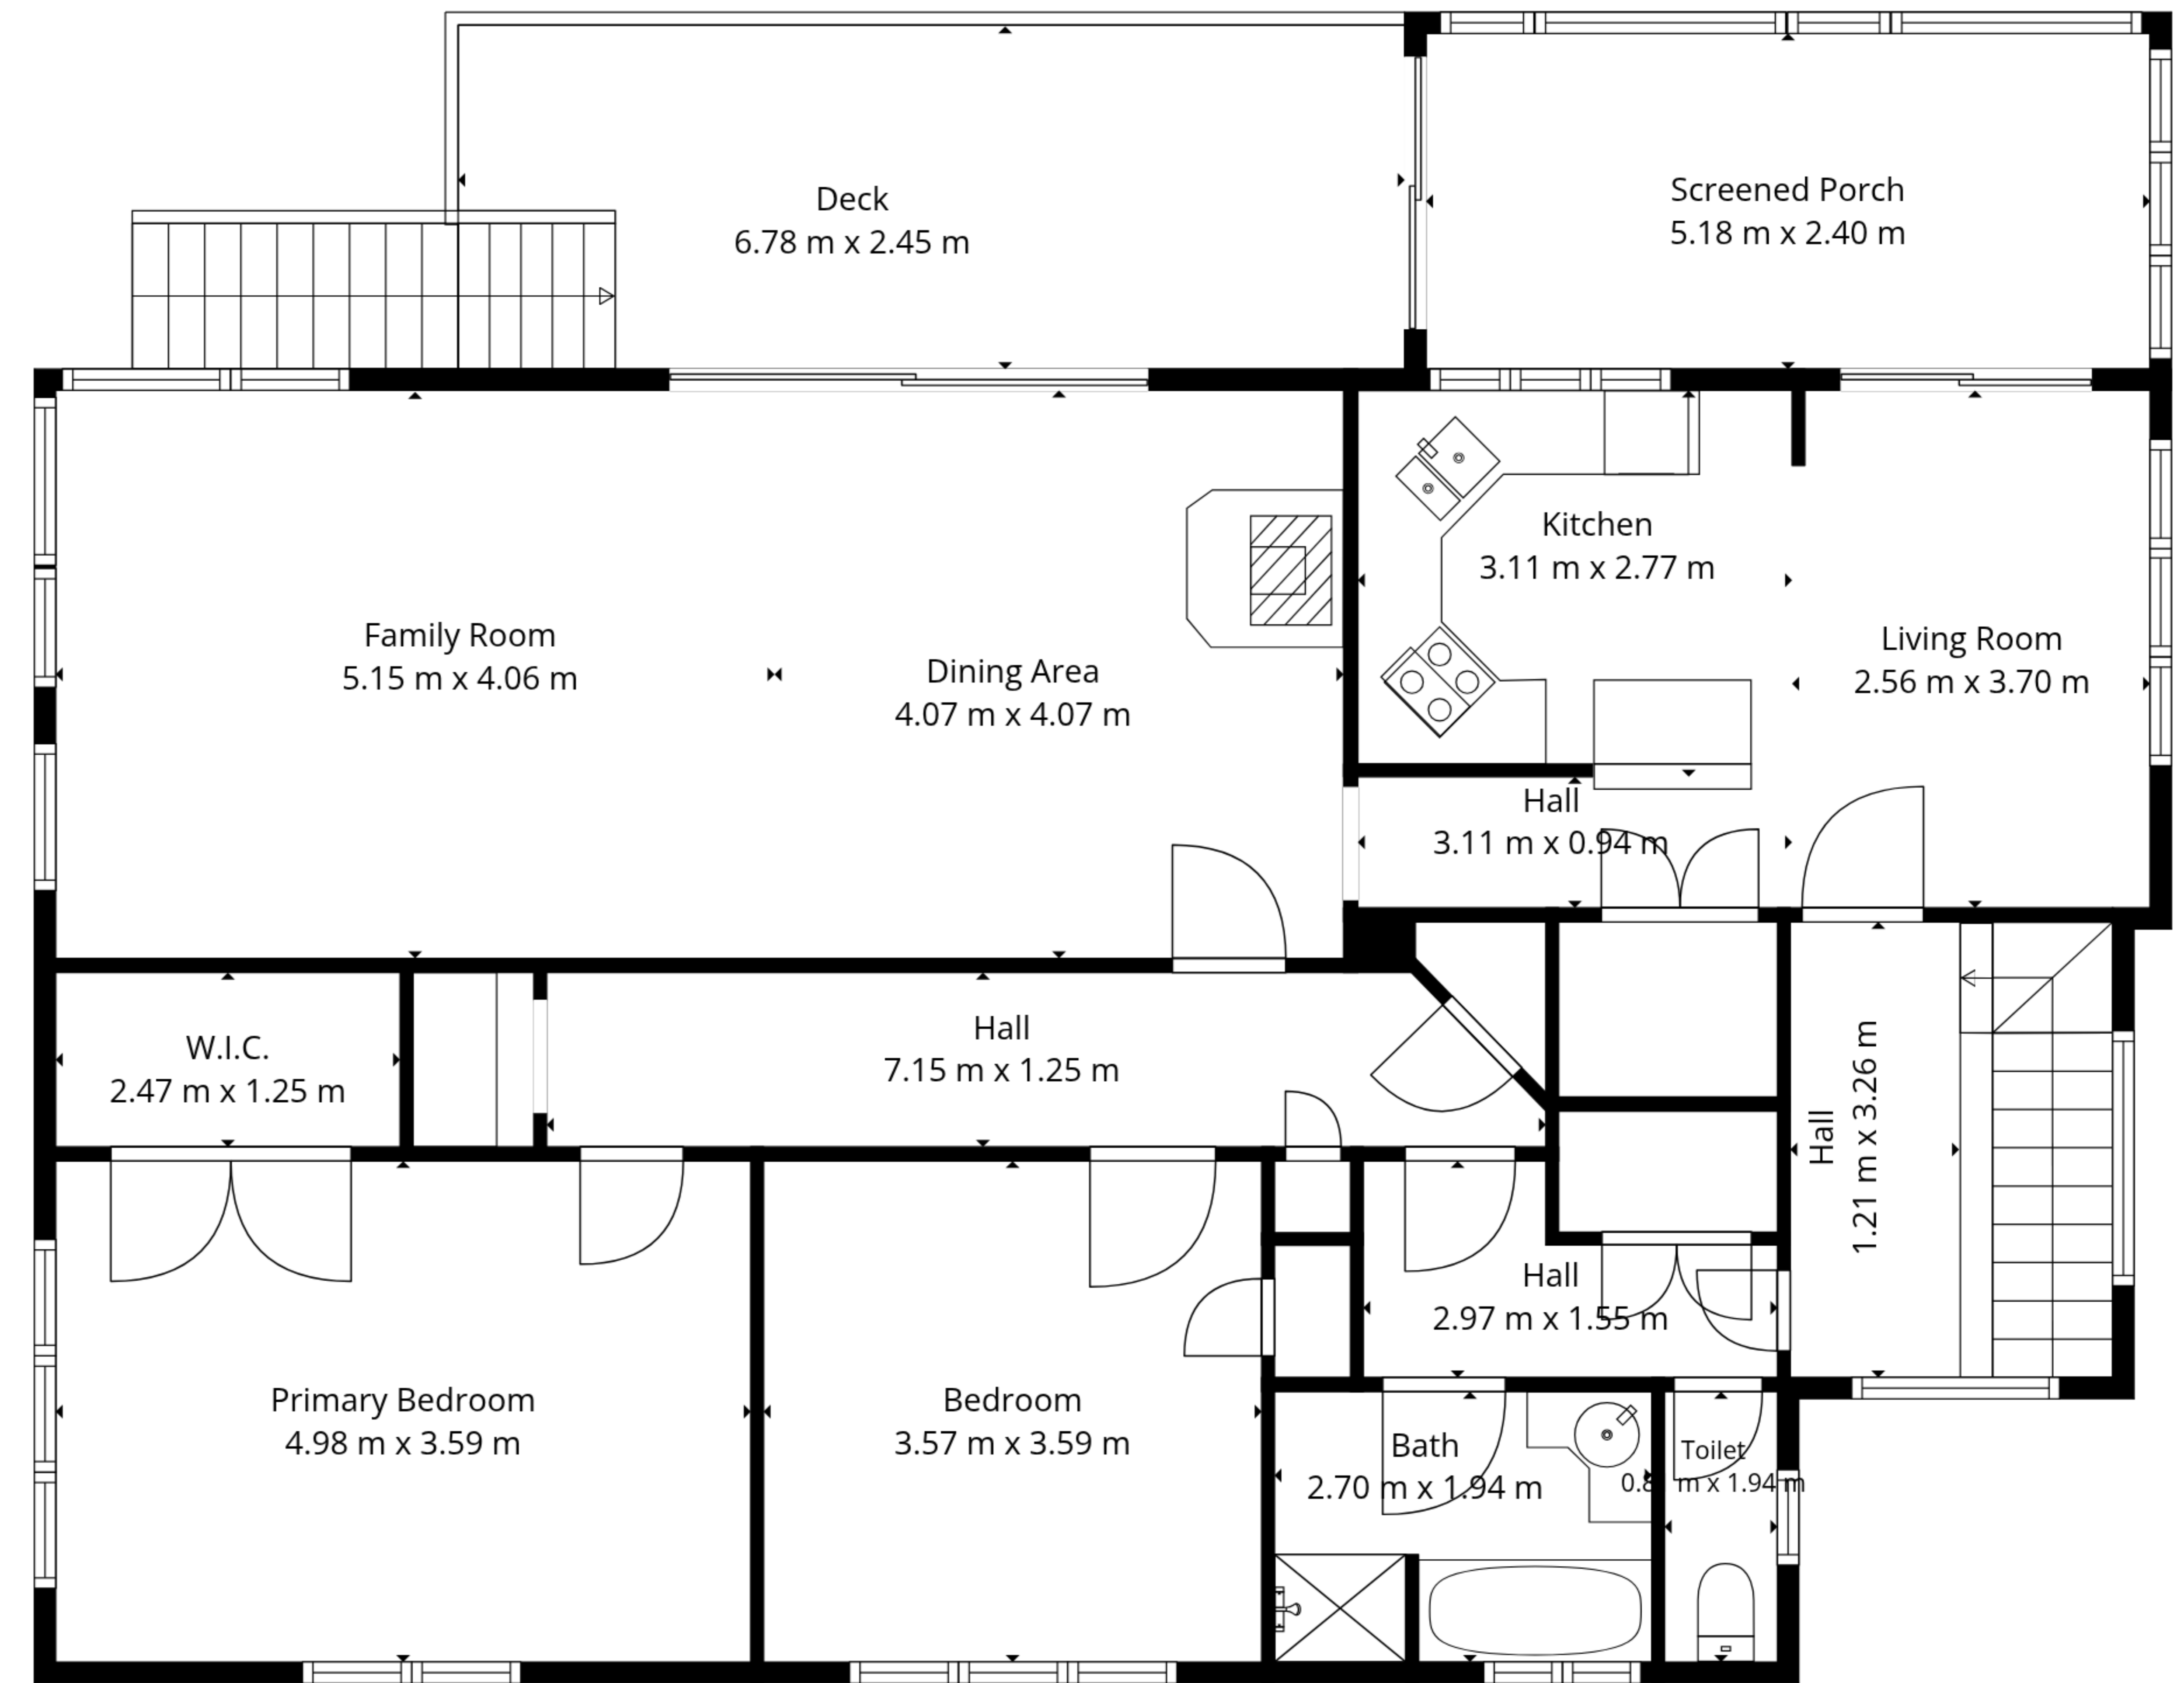 Deck
6.78 m x 2.45 m
Screened Porch
5.18 m x 2.40 m
Kitchen
3.11 m x 2.77 m
Family Room
5.15 m x 4.06 m
Dining Area
4.07 m x 4.07 m
Living Room
2.56 m x 3.70 m
Hall
3.11 m x 0.94 m
W.I.C.
2.47 m x 1.25 m
Hall
7.15 m x 1.25 m
Hall
1.21 m x 3.26 m
Hall
2.97 m x 1.55 m
Primary Bedroom
4.98 m x 3.59 m
Bedroom
3.57 m x 3.59 m
Bath
2.70 m x 1.94 m
Toilet
m x 1.94 m